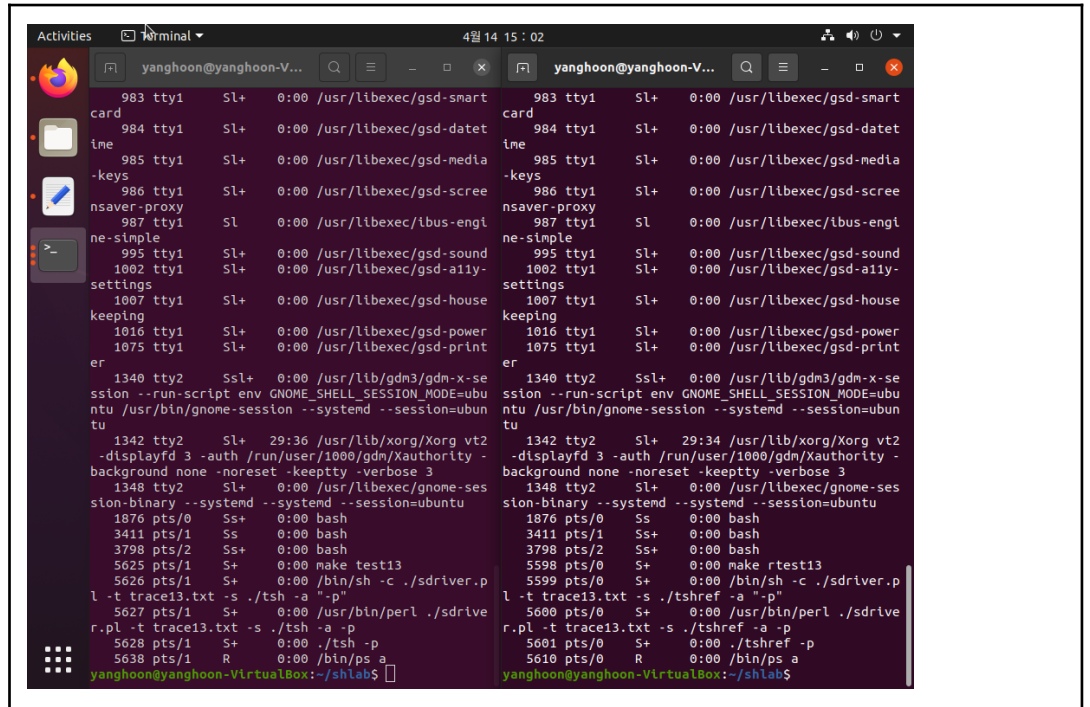 Activities
Terminal
4월 14 15 : 02
yanghoon@yanghoon-V...
983 tty1 Sl+ 0:00 /usr/libexec/gsd-smart
card
984 tty1 Sl+ 0:00 /usr/libexec/gsd-datet
ime
985 tty1 Sl+ 0:00 /usr/libexec/gsd-media
-keys
986 tty1 Sl+ 0:00 /usr/libexec/gsd-scree
nsaver-proxy
987 tty1 Sl 0:00 /usr/libexec/ibus-engi
ne-simple
995 tty1 Sl+ 0:00 /usr/libexec/gsd-sound
1002 tty1 Sl+ 0:00 /usr/libexec/gsd-a11y-
settings
1007 tty1 Sl+ 0:00 /usr/libexec/gsd-house
keeping
1016 tty1 Sl+ 0:00 /usr/libexec/gsd-power
1075 tty1 Sl+ 0:00 /usr/libexec/gsd-print
er
1340 tty2 Ssl+ 0:00 /usr/lib/gdm3/gdm-x-se
ssion --run-script env GNOME_SHELL_SESSION_MODE=ubu
ntu /usr/bin/gnome-session --systemd --session=ubun
tu
1342 tty2 Sl+ 29:36 /usr/lib/xorg/Xorg vt2
-displayfd 3 -auth /run/user/1000/gdm/Xauthority -
background none -noreset -keeptty -verbose 3
1348 tty2 Sl+ 0:00 /usr/libexec/gnome-ses
sion-binary --systemd --systemd --session=ubuntu
1876 pts/0 Ss+ 0:00 bash
3411 pts/1 Ss 0:00 bash
3798 pts/2 Ss+ 0:00 bash
5625 pts/1 S+ 0:00 make test13
5626 pts/1 S+ 0:00 /bin/sh -c ./sdriver.p
l -t trace13.txt -s ./tsh -a "-p"
5627 pts/1 S+ 0:00 /usr/bin/perl ./sdrive
r.pl -t trace13.txt -s ./tsh -a -p
5628 pts/1 S+ 0:00 ./tsh -p
5638 pts/1 R 0:00 /bin/ps a
yanghoon@yanghoon-VirtualBox:~/shlab$
yanghoon@yanghoon-V...
983 tty1 Sl+ 0:00 /usr/libexec/gsd-smart
card
984 tty1 Sl+ 0:00 /usr/libexec/gsd-datet
ime
985 tty1 Sl+ 0:00 /usr/libexec/gsd-media
-keys
986 tty1 Sl+ 0:00 /usr/libexec/gsd-scree
nsaver-proxy
987 tty1 Sl 0:00 /usr/libexec/ibus-engi
ne-simple
995 tty1 Sl+ 0:00 /usr/libexec/gsd-sound
1002 tty1 Sl+ 0:00 /usr/libexec/gsd-a11y-
settings
1007 tty1 Sl+ 0:00 /usr/libexec/gsd-house
keeping
1016 tty1 Sl+ 0:00 /usr/libexec/gsd-power
1075 tty1 Sl+ 0:00 /usr/libexec/gsd-print
er
1340 tty2 Ssl+ 0:00 /usr/lib/gdm3/gdm-x-se
ssion --run-script env GNOME_SHELL_SESSION_MODE=ubu
ntu /usr/bin/gnome-session --systemd --session=ubun
tu
1342 tty2 Sl+ 29:34 /usr/lib/xorg/Xorg vt2
-displayfd 3 -auth /run/user/1000/gdm/Xauthority -
background none -noreset -keeptty -verbose 3
1348 tty2 Sl+ 0:00 /usr/libexec/gnome-ses
sion-binary --systemd --systemd --session=ubuntu
1876 pts/0 Ss 0:00 bash
3411 pts/1 Ss+ 0:00 bash
3798 pts/2 Ss+ 0:00 bash
5598 pts/0 S+ 0:00 make rtest13
5599 pts/0 S+ 0:00 /bin/sh -c ./sdriver.p
l -t trace13.txt -s ./tshref -a "-p"
5600 pts/0 S+ 0:00 /usr/bin/perl ./sdrive
r.pl -t trace13.txt -s ./tshref -a -p
5601 pts/0 S+ 0:00 ./tshref -p
5610 pts/0 R 0:00 /bin/ps a
yanghoon@yanghoon-VirtualBox:~/shlab$